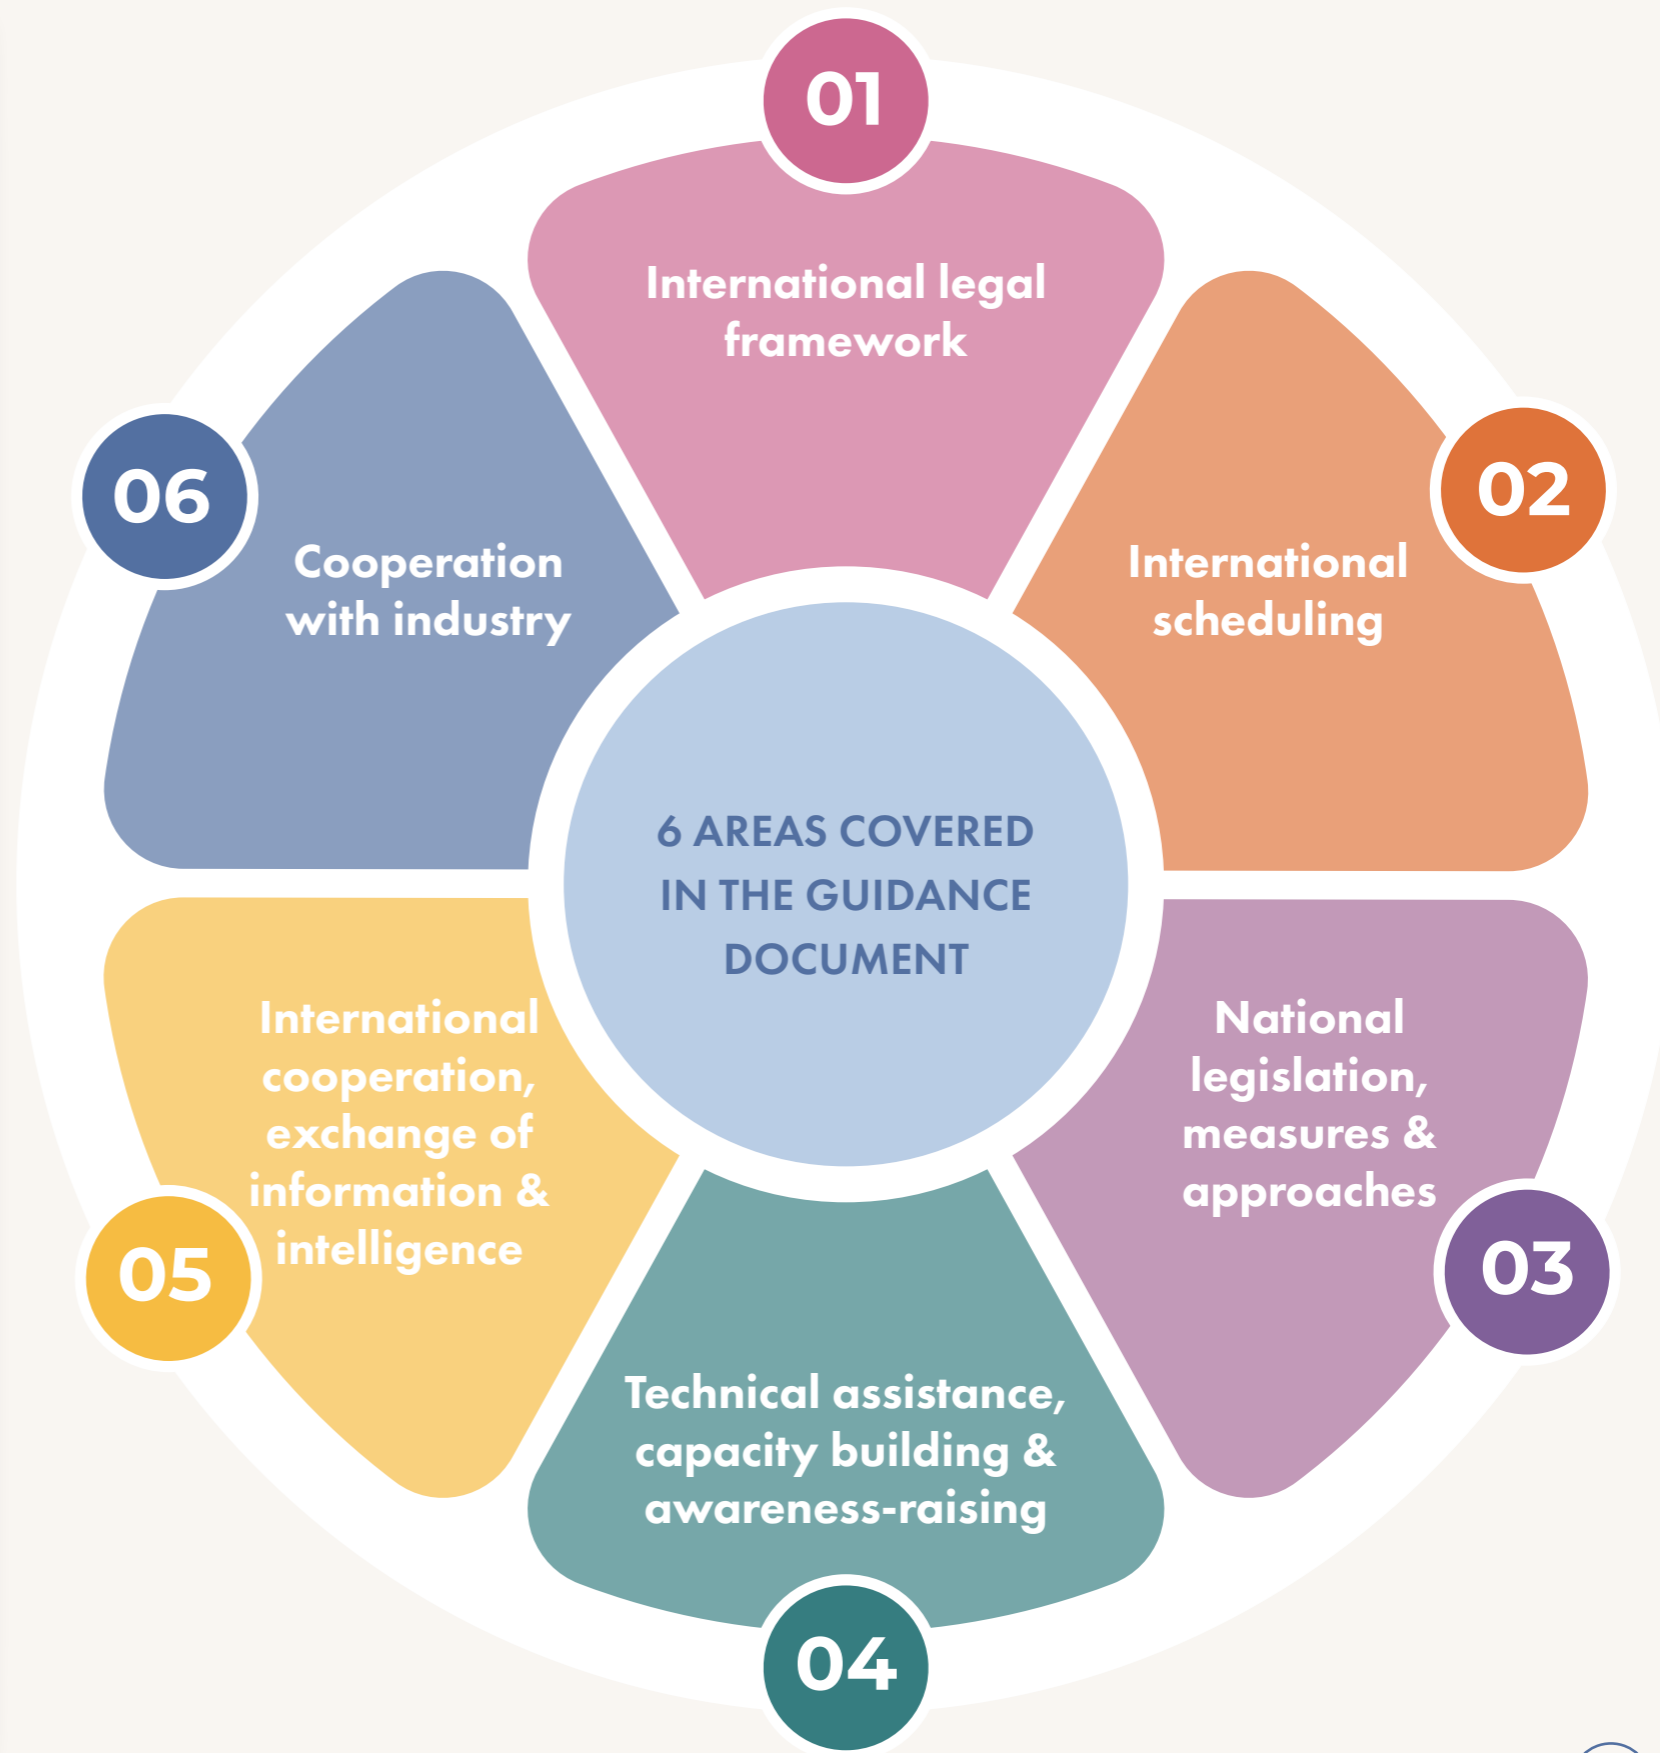 01
International legal
framework
02
International
scheduling
03
National
legislation,
measures &
approaches
04
Technical assistance,
capacity building &
awareness-raising
05
International
cooperation,
exchange of
information &
intelligence
06
Cooperation
with industry
6 AREAS COVERED
IN THE GUIDANCE
DOCUMENT